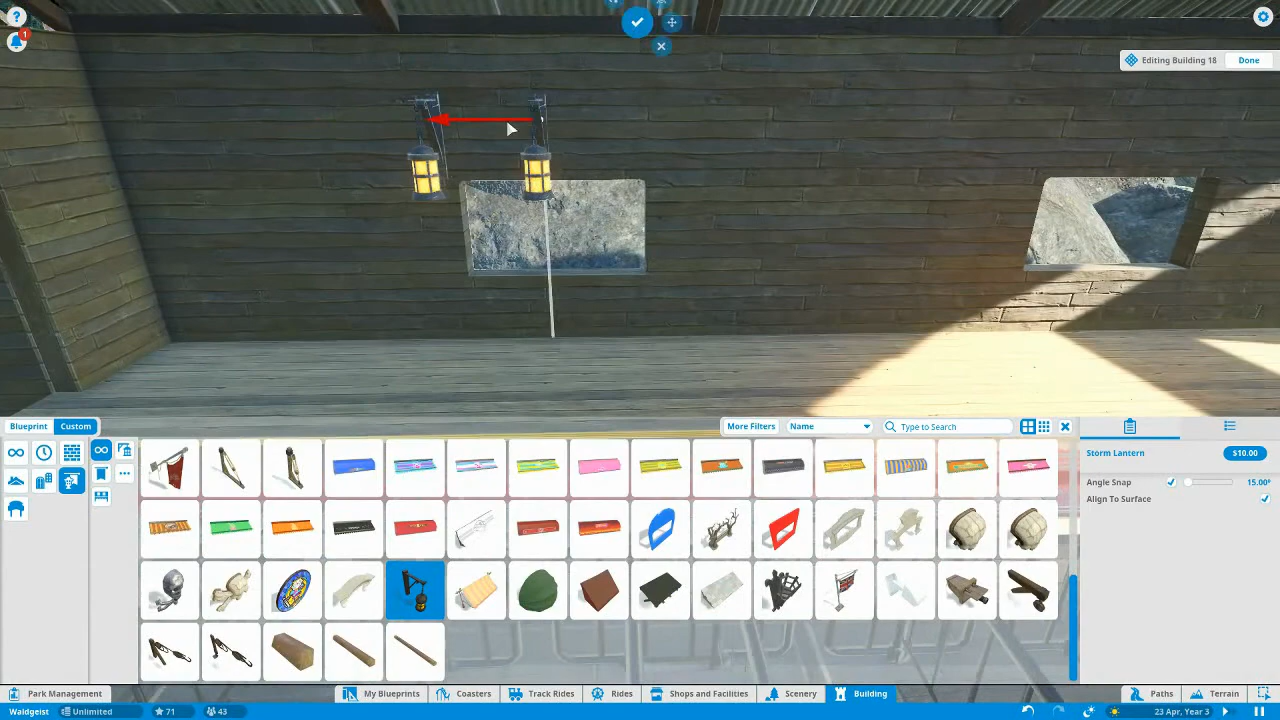 ?
1
Editing Building 18
Done
Blueprint
Custom
More Filters
Name
Type to Search
Storm Lantern
$10.00
Angle Snap
15.00°
Align To Surface
Park Management
My Blueprints
Coasters
Track Rides
Rides
Shops and Facilities
Scenery
Building
Paths
Terrain
Waldgeist
Unlimited
71
43
23 Apr, Year 3